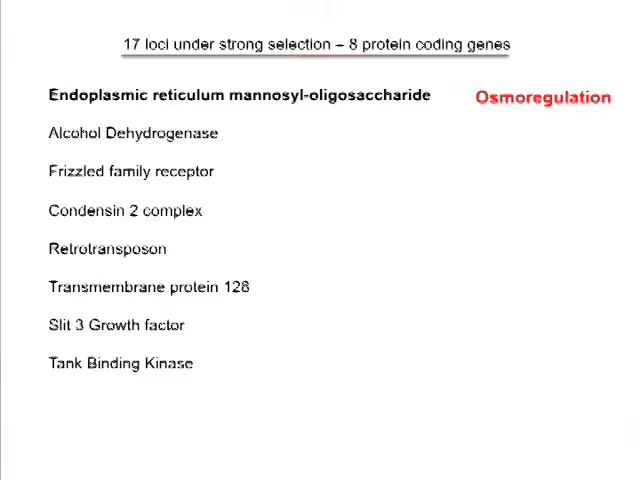 17 loci under strong selection – 8 protein coding genes
Endoplasmic reticulum mannosyl-oligosaccharide Osmoregulation
Alcohol Dehydrogenase
Frizzled family receptor
Condensin 2 complex
Retrotransposon
Transmembrane protein 128
Slit 3 Growth factor
Tank Binding Kinase